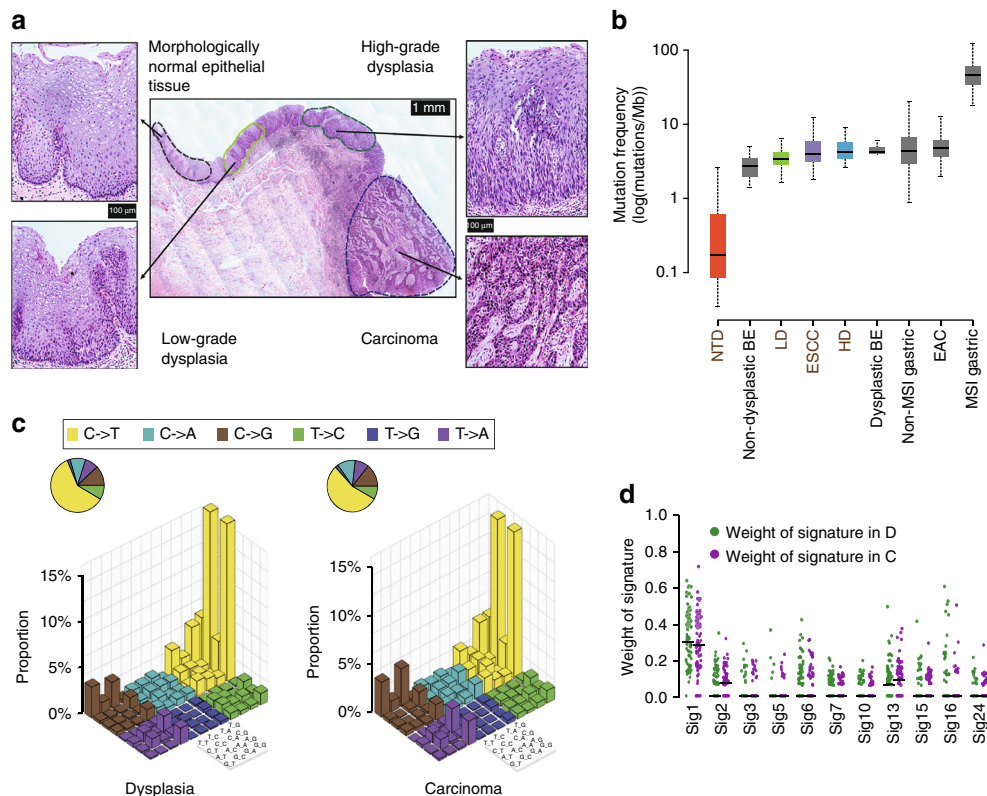 a
Morphologically
normal epithelial
tissue
High-grade
dysplasia
1 mm
100 µm
100 µm
Low-grade
dysplasia
Carcinoma
b
Mutation frequency
(log(mutations/Mb))
100
10
1
0.1
NTD
Non-dysplastic BE
LD
ESCC
HD
Dysplastic BE
Non-MSI gastric
EAC
MSI gastric
c
C->T C->A C->G T->C T->G T->A
Proportion
15%
10%
5%
0%
Dysplasia
Proportion
15%
10%
5%
0%
Carcinoma
d
Weight of signature
1.0
0.8
0.6
0.4
0.2
0.0
Weight of signature in D
Weight of signature in C
Sig1
Sig2
Sig3
Sig5
Sig6
Sig7
Sig10
Sig13
Sig15
Sig16
Sig24